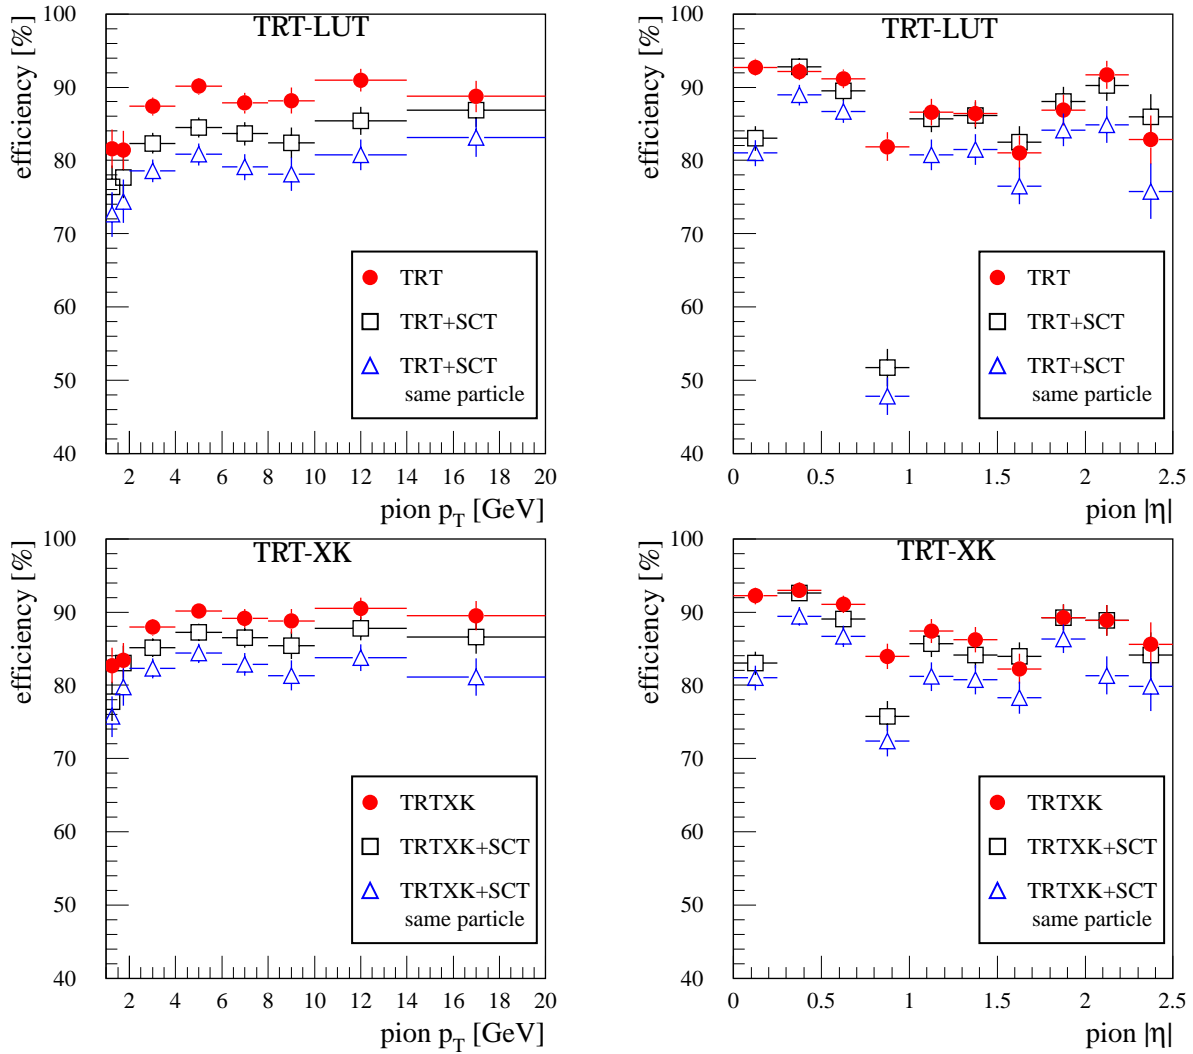 TRT-LUT
efficiency [%]
100
90
80
70
60
50
40
TRT
TRT+SCT
TRT+SCT
same particle
2 4 6 8 10 12 14 16 18 20
pion pT [GeV]
TRT-LUT
efficiency [%]
100
90
80
70
60
50
40
TRT
TRT+SCT
TRT+SCT
same particle
0 0.5 1 1.5 2 2.5
pion |η|
TRT-XK
efficiency [%]
100
90
80
70
60
50
40
TRTXK
TRTXK+SCT
TRTXK+SCT
same particle
2 4 6 8 10 12 14 16 18 20
pion pT [GeV]
TRT-XK
efficiency [%]
100
90
80
70
60
50
40
TRTXK
TRTXK+SCT
TRTXK+SCT
same particle
0 0.5 1 1.5 2 2.5
pion |η|